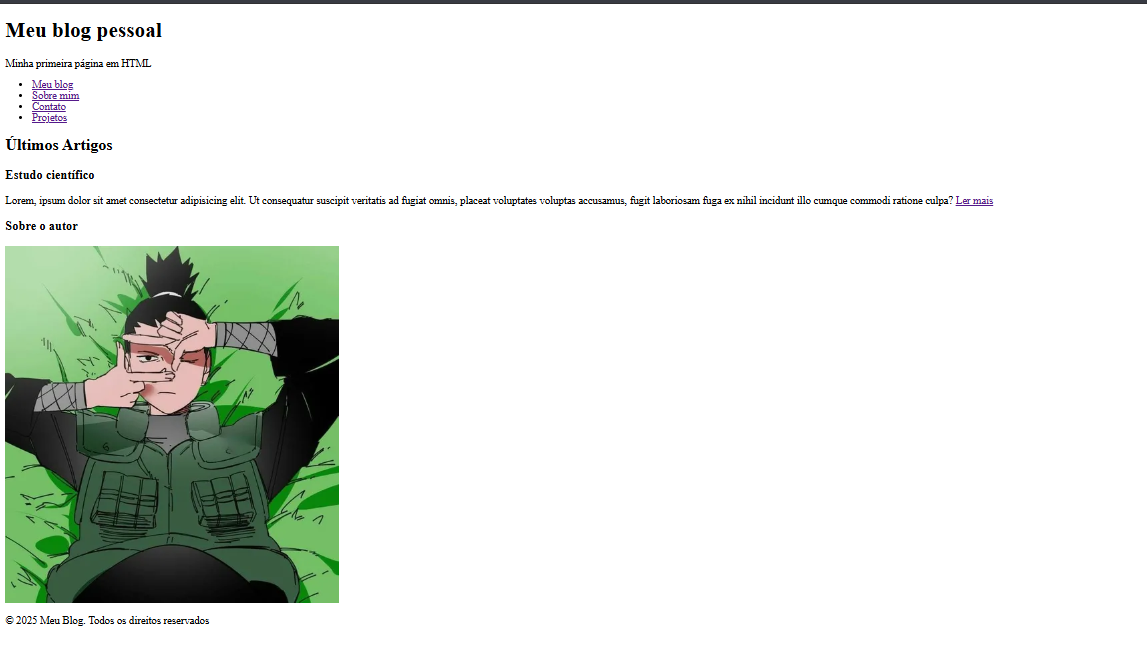 Meu blog pessoal
Minha primeira página em HTML
Meu blog
Sobre mim
Contato
Projetos
Últimos Artigos
Estudo científico
Lorem, ipsum dolor sit amet consectetur adipisicing elit. Ut consequatur suscipit veritatis ad fugiat omnis, placeat voluptates voluptas accusamus, fugit laboriosam fuga ex nihil incidunt illo cumque commodi ratione culpa? Ler mais
Sobre o autor
© 2025 Meu Blog. Todos os direitos reservados